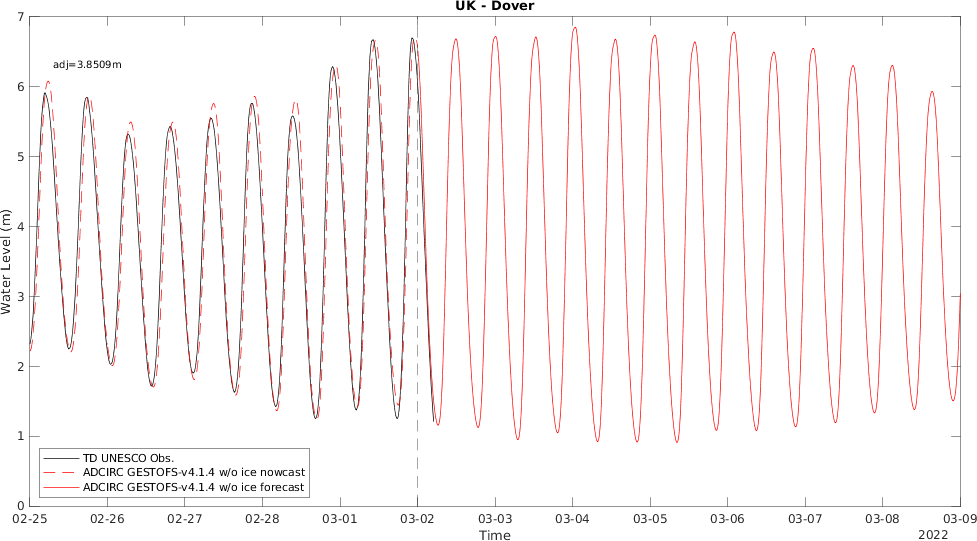 UK - Dover
adj=3.8509m
Water Level (m)
7
6
5
4
3
2
1
0
TD UNESCO Obs.
ADCIRC GESTOFS-v4.1.4 w/o ice nowcast
ADCIRC GESTOFS-v4.1.4 w/o ice forecast
02-25 02-26 02-27 02-28 03-01 03-02 03-03 03-04 03-05 03-06 03-07 03-08 03-09
Time
2022